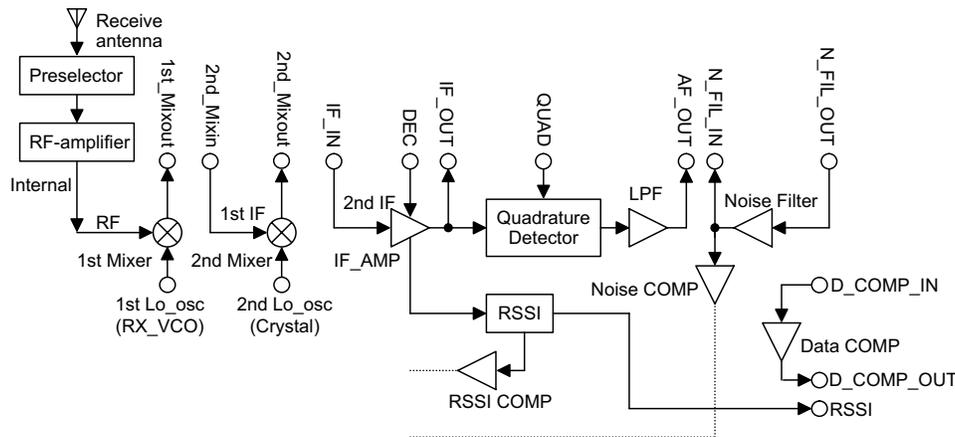 Receive
antenna
Preselector
RF-amplifier
Internal
RF
1st Mixer
1st_Mixout
1st Lo_osc
(RX_VCO)
2nd_Mixin
1st IF
2nd Mixer
2nd_Mixout
2nd Lo_osc
(Crystal)
IF_IN
2nd IF
IF_AMP
DEC
IF_OUT
QUAD
Quadrature
Detector
LPF
AF_OUT
N_FIL_IN
N_FIL_OUT
Noise Filter
Noise COMP
RSSI
RSSI COMP
D_COMP_IN
Data COMP
D_COMP_OUT
RSSI